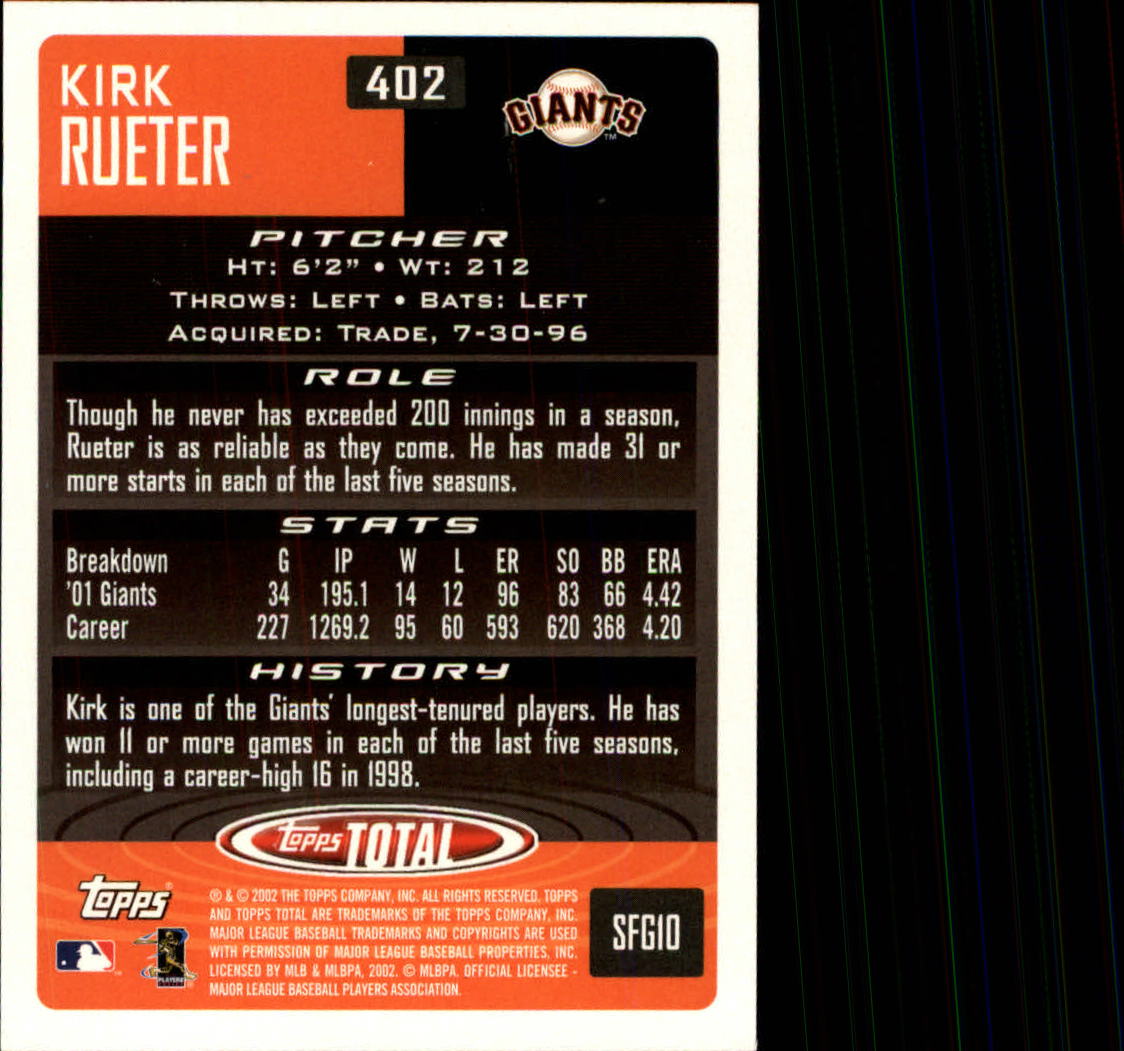 KIRK
RUETER
402
GIANTS
TM
PITCHER
HT: 6'2" • WT: 212
THROWS: LEFT • BATS: LEFT
ACQUIRED: TRADE, 7-30-96
ROLE
Though he never has exceeded 200 innings in a season,
Rueter is as reliable as they come. He has made 31 or
more starts in each of the last five seasons.
STATS
Breakdown G IP W L ER SO BB ERA
'01 Giants 34 195.1 14 12 96 83 66 4.42
Career 227 1269.2 95 60 593 620 368 4.20
HISTORY
Kirk is one of the Giants' longest-tenured players. He has
won 11 or more games in each of the last five seasons,
including a career-high 16 in 1998.
topps TOTAL
topps®
® & © 2002 THE TOPPS COMPANY, INC. ALL RIGHTS RESERVED. TOPPS
AND TOPPS TOTAL ARE TRADEMARKS OF THE TOPPS COMPANY, INC.
MAJOR LEAGUE BASEBALL TRADEMARKS AND COPYRIGHTS ARE USED
WITH PERMISSION OF MAJOR LEAGUE BASEBALL PROPERTIES, INC.
LICENSED BY MLB & MLBPA, 2002. © MLBPA. OFFICIAL LICENSEE -
MAJOR LEAGUE BASEBALL PLAYERS ASSOCIATION.
SFG10
PLAYERS